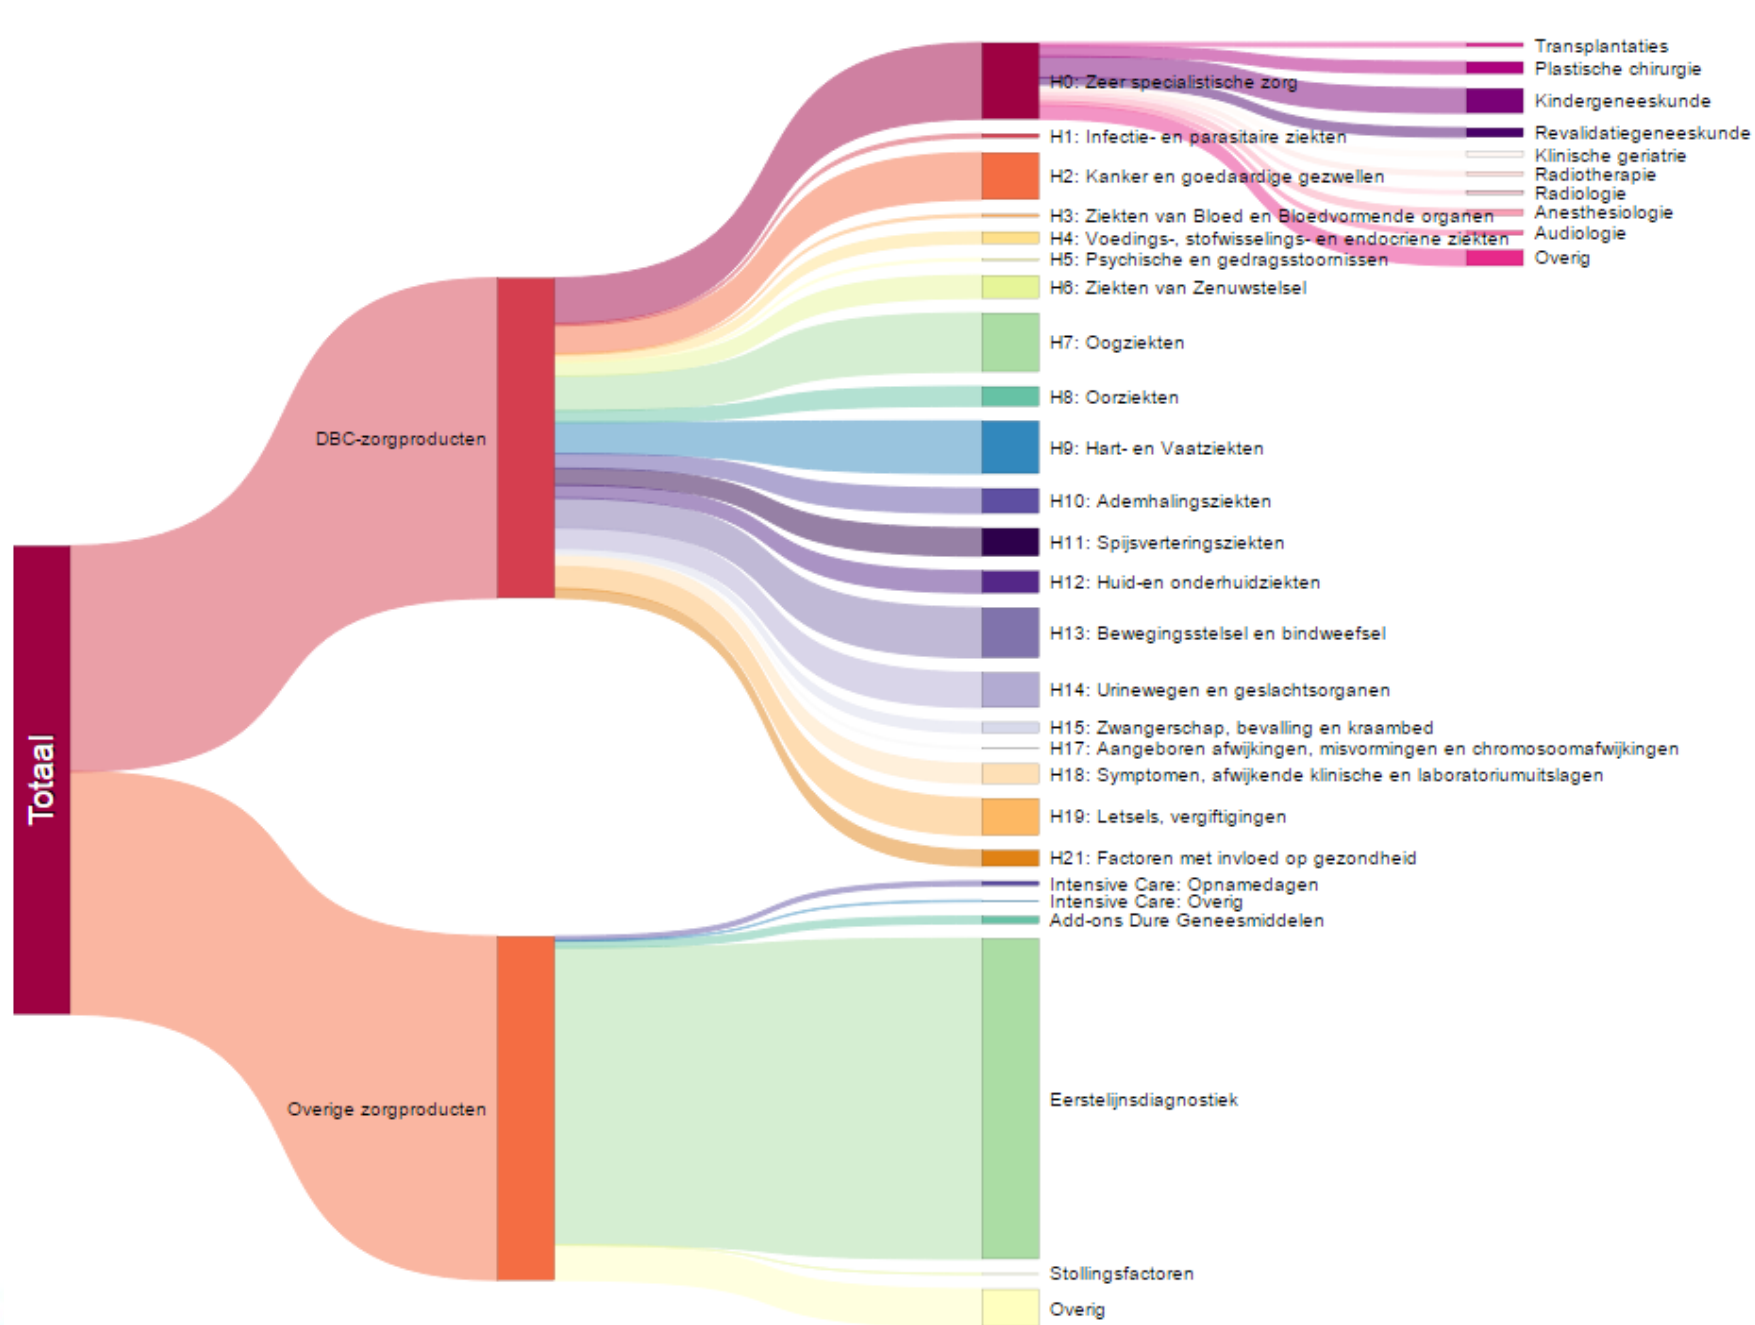 Totaal
DBC-zorgproducten
Overige zorgproducten
H0: Zeer specialistische zorg
H1: Infectie- en parasitaire ziekten
H2: Kanker en goedaardige gezwellen
H3: Ziekten van Bloed en Bloedvormende organen
H4: Voedings-, stofwisselings- en endocriene ziekten
H5: Psychische en gedragsstoornissen
H6: Ziekten van Zenuwstelsel
H7: Oogziekten
H8: Oorziekten
H9: Hart- en Vaatziekten
H10: Ademhalingsziekten
H11: Spijsverteringsziekten
H12: Huid-en onderhuidziekten
H13: Bewegingsstelsel en bindweefsel
H14: Urinewegen en geslachtsorganen
H15: Zwangerschap, bevalling en kraambed
H17: Aangeboren afwijkingen, misvormingen en chromosoomafwijkingen
H18: Symptomen, afwijkende klinische en laboratoriumuitslagen
H19: Letsels, vergiftigingen
H21: Factoren met invloed op gezondheid
Intensive Care: Opnamedagen
Intensive Care: Overig
Add-ons Dure Geneesmiddelen
Eerstelijnsdiagnostiek
Stollingsfactoren
Overig
Transplantaties
Plastische chirurgie
Kindergeneeskunde
Revalidatiegeneeskunde
Klinische geriatrie
Radiotherapie
Radiologie
Anesthesiologie
Audiologie
Overig